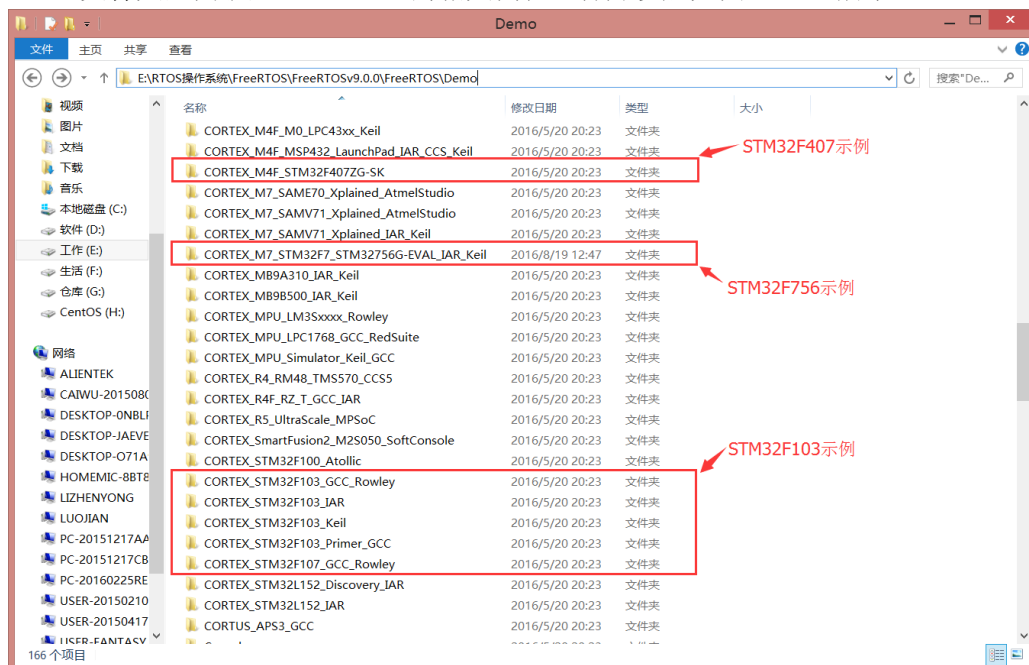 Demo
文件 主页 共享 查看
E:\RTOS操作系统\FreeRTOS\FreeRTOSv9.0.0\FreeRTOS\Demo
搜索"De...
视频
图片
文档
下载
音乐
本地磁盘 (C:)
软件 (D:)
工作 (E:)
生活 (F:)
仓库 (G:)
CentOS (H:)
网络
ALIENTEK
CAIWU-2015080
DESKTOP-0NBLF
DESKTOP-JAEVE
DESKTOP-O71A
HOMEMIC-8BT8
LIZHENYONG
LUOJIAN
PC-20151217AA
PC-20151217CB
PC-20160225RE
USER-20150210
USER-20150417
USER-FANTASY
名称 修改日期 类型 大小
CORTEX_M4F_M0_LPC43xx_Keil 2016/5/20 20:23 文件夹
CORTEX_M4F_MSP432_LaunchPad_IAR_CCS_Keil 2016/5/20 20:23 文件夹
CORTEX_M4F_STM32F407ZG-SK 2016/5/20 20:23 文件夹
CORTEX_M7_SAME70_Xplained_AtmelStudio 2016/5/20 20:23 文件夹
CORTEX_M7_SAMV71_Xplained_AtmelStudio 2016/5/20 20:23 文件夹
CORTEX_M7_SAMV71_Xplained_IAR_Keil 2016/5/20 20:23 文件夹
CORTEX_M7_STM32F7_STM32756G-EVAL_IAR_Keil 2016/8/19 12:47 文件夹
CORTEX_MB9A310_IAR_Keil 2016/5/20 20:23 文件夹
CORTEX_MB9B500_IAR_Keil 2016/5/20 20:23 文件夹
CORTEX_MPU_LM3Sxxxx_Rowley 2016/5/20 20:23 文件夹
CORTEX_MPU_LPC1768_GCC_RedSuite 2016/5/20 20:23 文件夹
CORTEX_MPU_Simulator_Keil_GCC 2016/5/20 20:23 文件夹
CORTEX_R4_RM48_TMS570_CCS5 2016/5/20 20:23 文件夹
CORTEX_R4F_RZ_T_GCC_IAR 2016/5/20 20:23 文件夹
CORTEX_R5_UltraScale_MPSoC 2016/5/20 20:23 文件夹
CORTEX_SmartFusion2_M2S050_SoftConsole 2016/5/20 20:23 文件夹
CORTEX_STM32F100_Atollic 2016/5/20 20:23 文件夹
CORTEX_STM32F103_GCC_Rowley 2016/5/20 20:23 文件夹
CORTEX_STM32F103_IAR 2016/5/20 20:23 文件夹
CORTEX_STM32F103_Keil 2016/5/20 20:23 文件夹
CORTEX_STM32F103_Primer_GCC 2016/5/20 20:23 文件夹
CORTEX_STM32F107_GCC_Rowley 2016/5/20 20:23 文件夹
CORTEX_STM32L152_Discovery_IAR 2016/5/20 20:23 文件夹
CORTEX_STM32L152_IAR 2016/5/20 20:23 文件夹
CORTUS_APS3_GCC 2016/5/20 20:23 文件夹
STM32F407示例
STM32F756示例
STM32F103示例
166 个项目